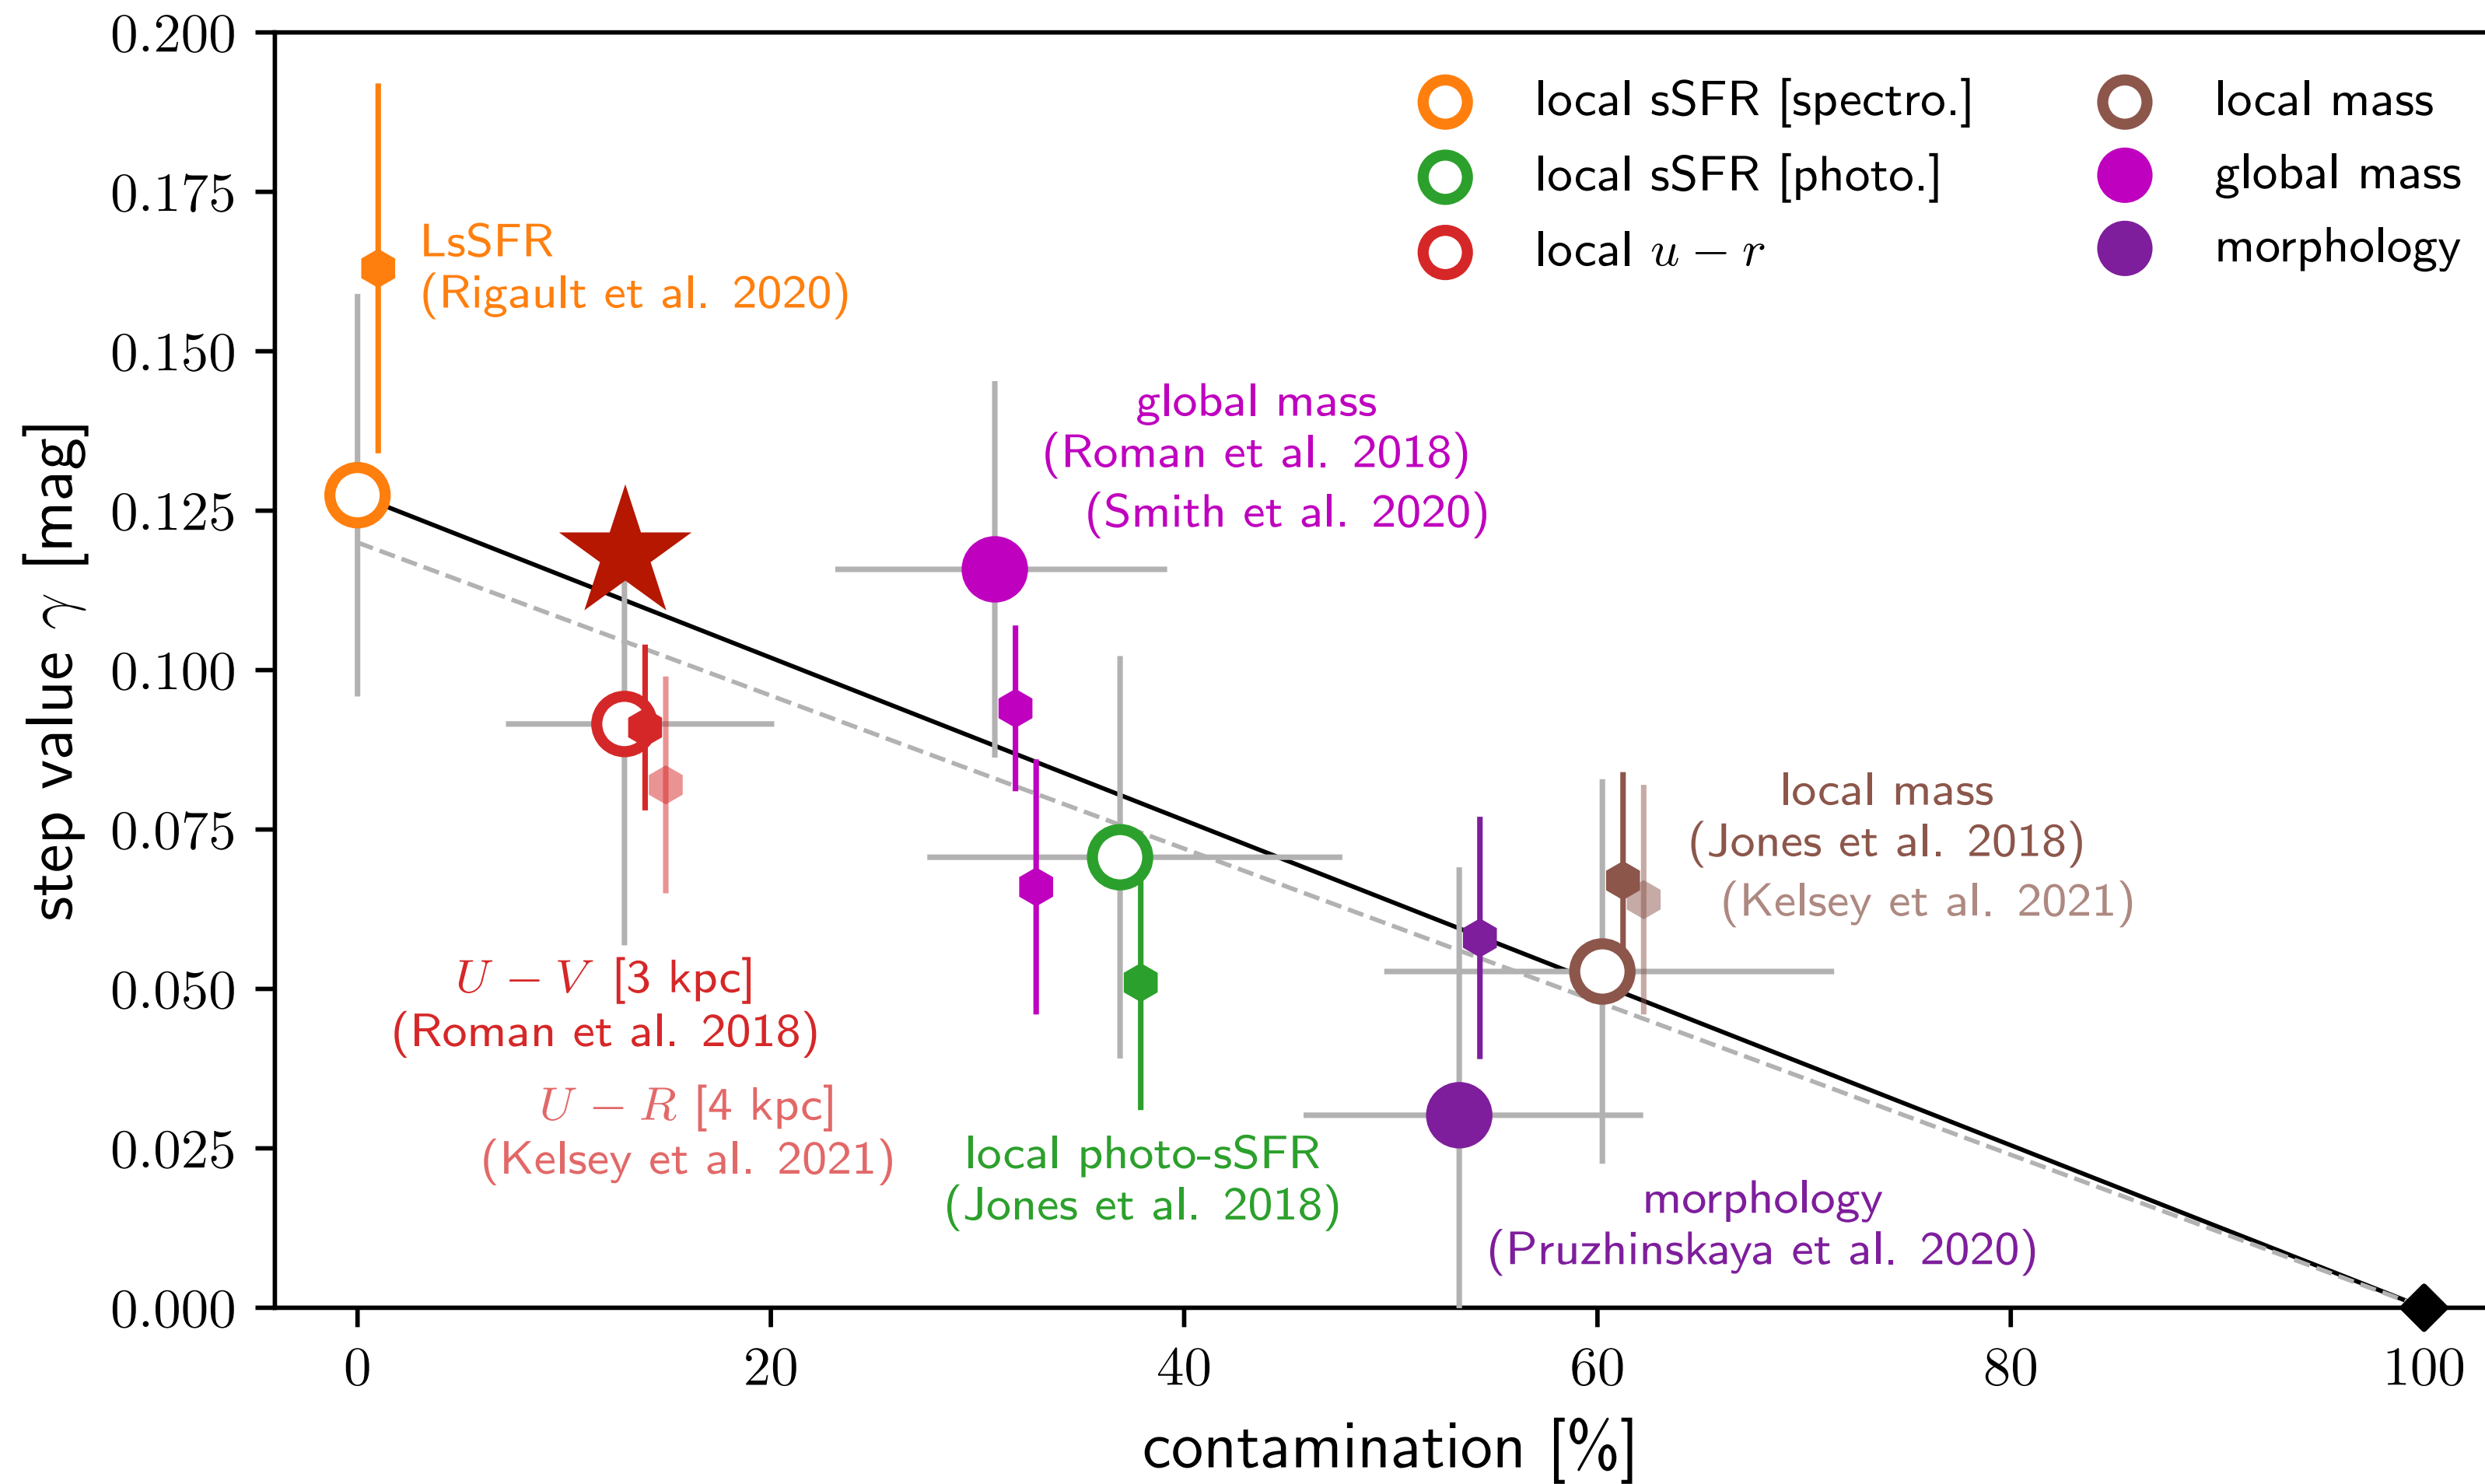 0.200
0.175
0.150
0.125
0.100
0.075
0.050
0.025
0.000
step value γ [mag]
local sSFR [spectro.]
local sSFR [photo.]
local u − r
local mass
global mass
morphology
LsSFR
(Rigault et al. 2020)
global mass
(Roman et al. 2018)
(Smith et al. 2020)
local mass
(Jones et al. 2018)
(Kelsey et al. 2021)
U − V [3 kpc]
(Roman et al. 2018)
U − R [4 kpc]
(Kelsey et al. 2021)
local photo-sSFR
(Jones et al. 2018)
morphology
(Pruzhinskaya et al. 2020)
0 20 40 60 80 100
contamination [%]